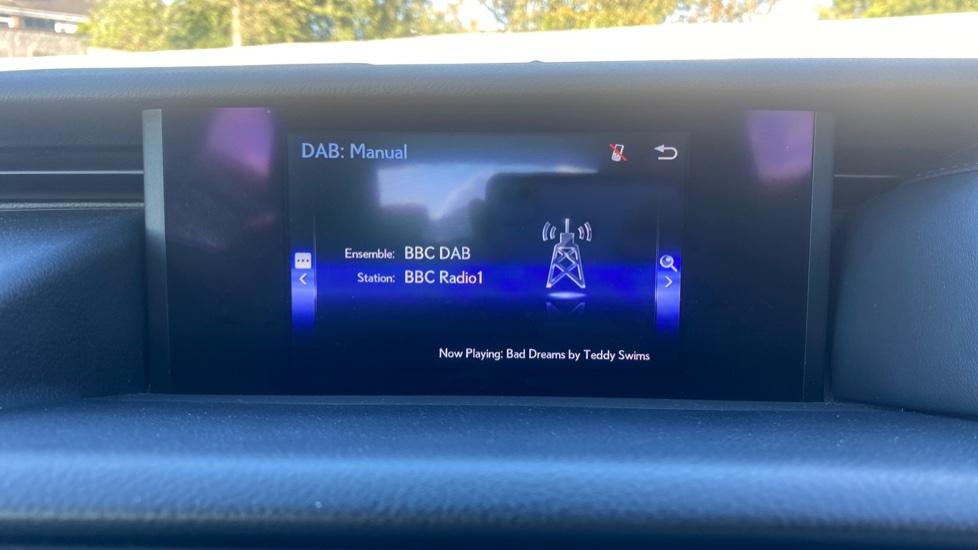 DAB: Manual
Ensemble: BBC DAB
Station: BBC Radio1
Now Playing: Bad Dreams by Teddy Swims